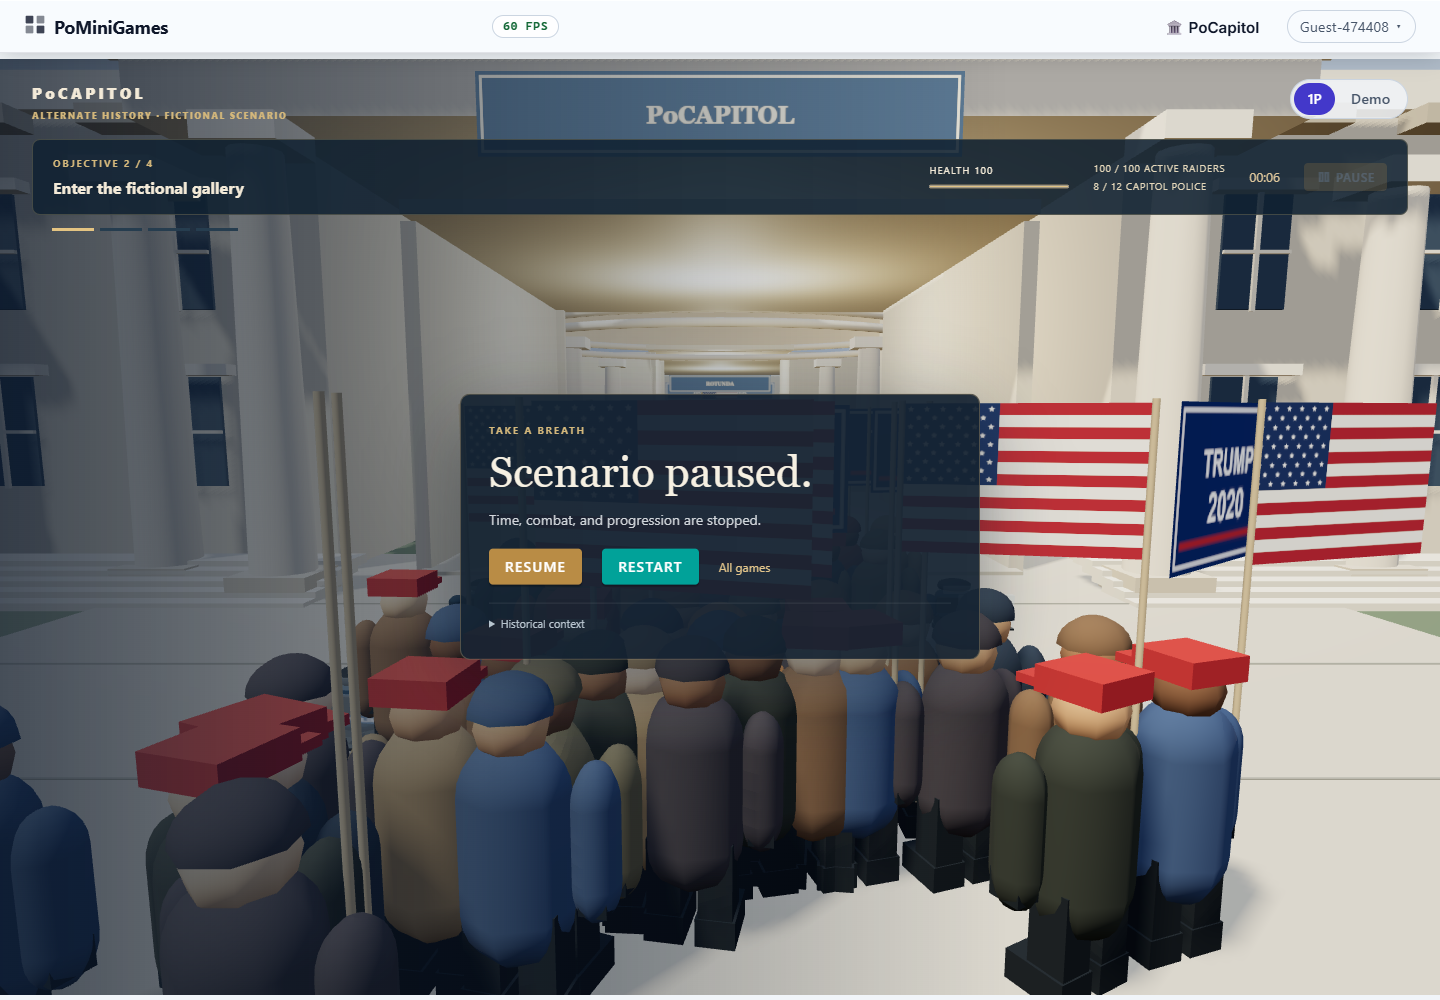 PoMiniGames
60 FPS
PoCapitol
Guest-474408
PoCAPITOL
ALTERNATE HISTORY · FICTIONAL SCENARIO
PoCAPITOL
1P
Demo
OBJECTIVE 2 / 4
Enter the fictional gallery
HEALTH 100
100 / 100 ACTIVE RAIDERS
8 / 12 CAPITOL POLICE
00:06
PAUSE
ROTUNDA
TAKE A BREATH
Scenario paused.
Time, combat, and progression are stopped.
RESUME
RESTART
All games
Historical context
TRUMP
2020